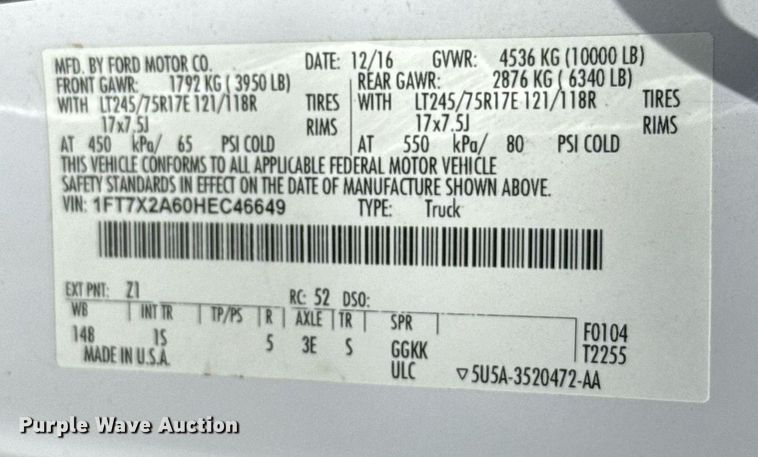 MFD. BY FORD MOTOR CO. DATE: 12/16 GVWR: 4536 KG (10000 LB)
FRONT GAWR: 1792 KG ( 3950 LB) REAR GAWR: 2876 KG ( 6340 LB)
WITH LT245/75R17E 121/118R TIRES WITH LT245/75R17E 121/118R TIRES
17x7.5J RIMS 17x7.5J RIMS
AT 450 kPa/ 65 PSI COLD AT 550 kPa/ 80 PSI COLD
THIS VEHICLE CONFORMS TO ALL APPLICABLE FEDERAL MOTOR VEHICLE
SAFETY STANDARDS IN EFFECT ON THE DATE OF MANUFACTURE SHOWN ABOVE.
VIN: 1FT7X2A60HEC46649 TYPE: Truck
EXT PNT: Z1 RC: 52 DSO:
WB INT TR TP/PS R AXLE TR SPR F0104
148 1S 5 3E S GGKK T2255
MADE IN U.S.A. ULC ▽5U5A-3520472-AA
Purple Wave Auction